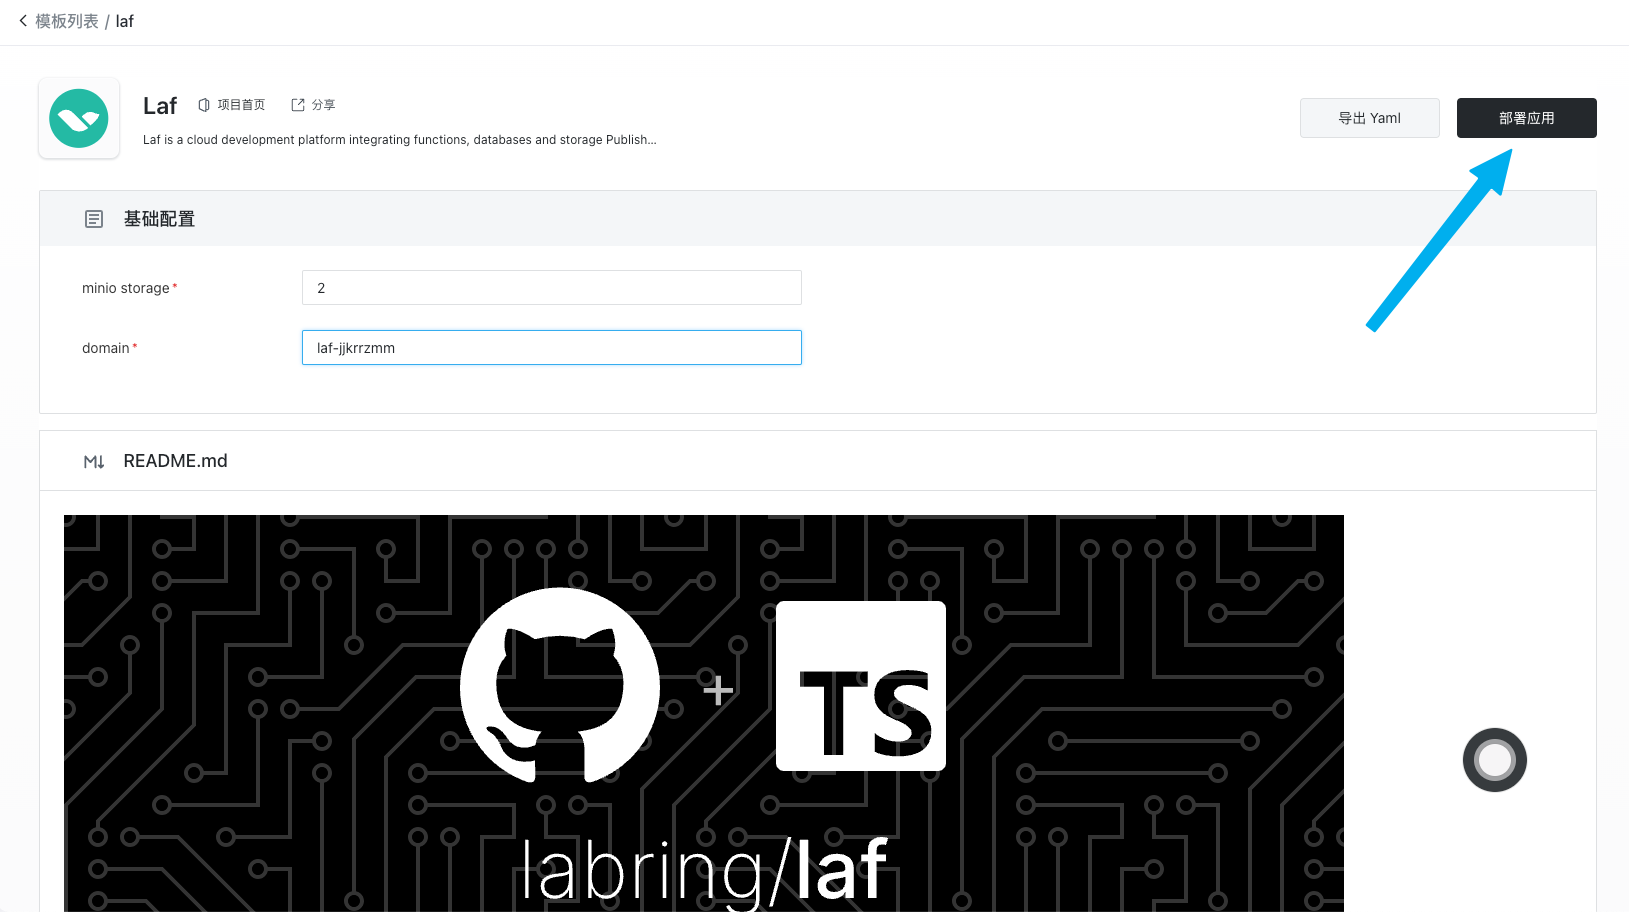 模板列表 / laf
Laf 项目首页 分享
Laf is a cloud development platform integrating functions, databases and storage Publish...
导出 Yaml
部署应用
基础配置
minio storage*
2
domain*
laf-jjkrrzmm
M↓ README.md
+ TS
labring/laf